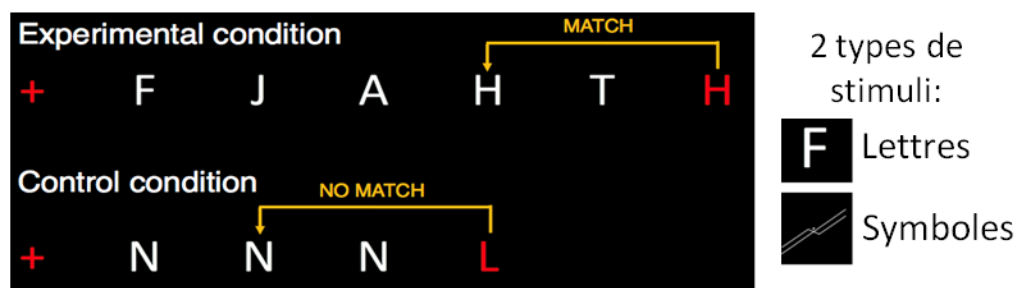 Experimental condition
MATCH
+ F J A H T H
Control condition
NO MATCH
+ N N N L
2 types de
stimuli:
F Lettres
Symboles